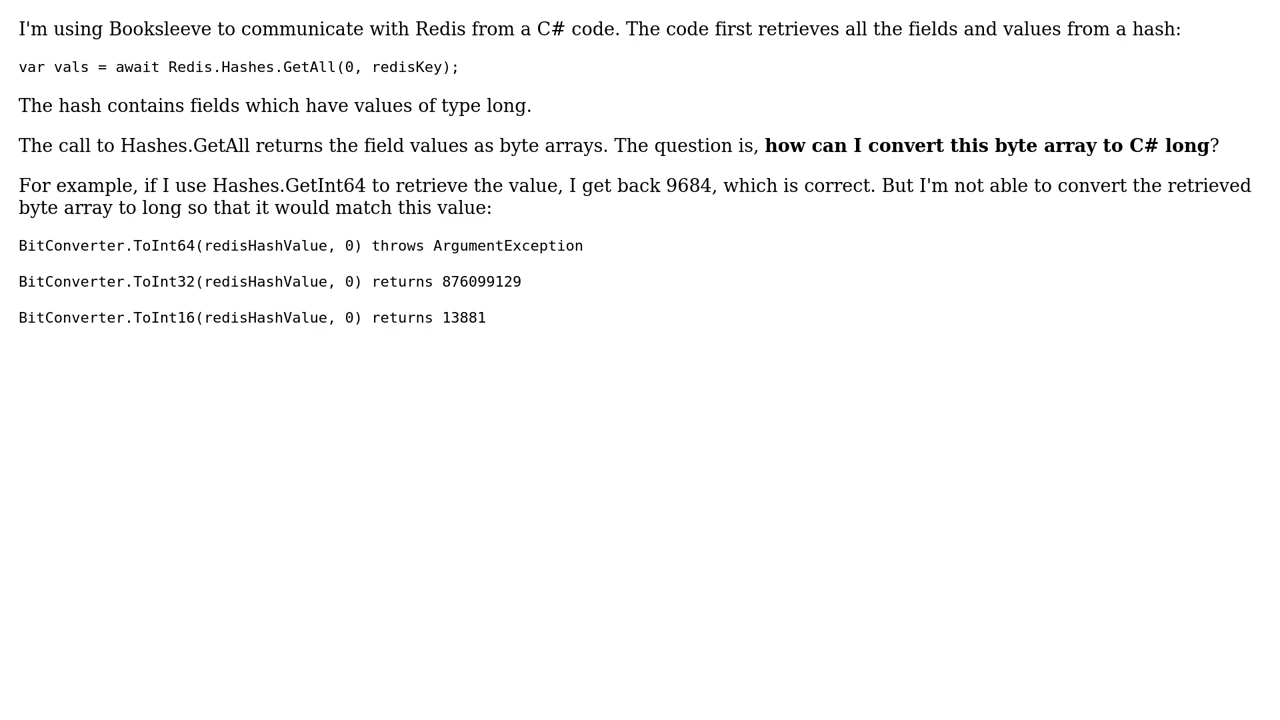 I'm using Booksleeve to communicate with Redis from a C# code. The code first retrieves all the fields and values from a hash:
var vals = await Redis.Hashes.GetAll(0, redisKey);
The hash contains fields which have values of type long.
The call to Hashes.GetAll returns the field values as byte arrays. The question is, how can I convert this byte array to C# long?
For example, if I use Hashes.GetInt64 to retrieve the value, I get back 9684, which is correct. But I'm not able to convert the retrieved
byte array to long so that it would match this value:
BitConverter.ToInt64(redisHashValue, 0) throws ArgumentException
BitConverter.ToInt32(redisHashValue, 0) returns 876099129
BitConverter.ToInt16(redisHashValue, 0) returns 13881